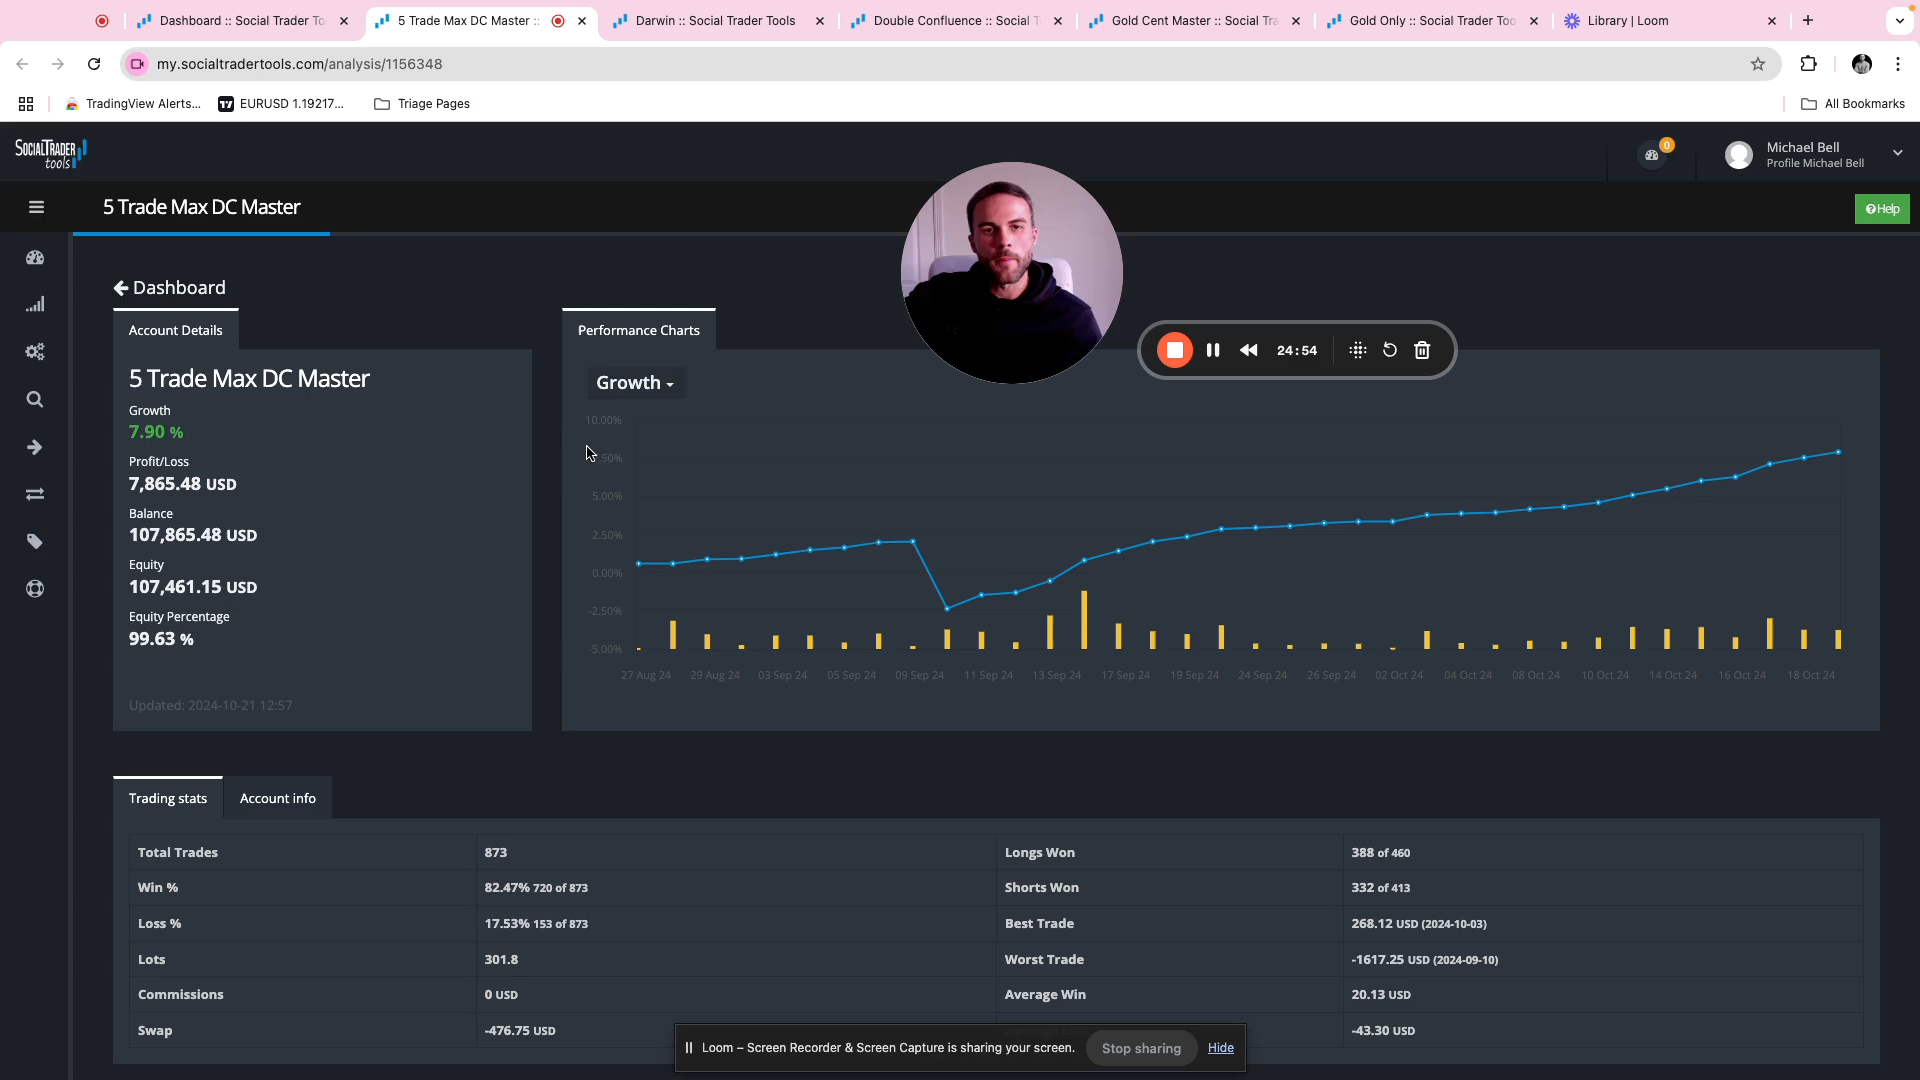 Dashboard :: Social Trader To
5 Trade Max DC Master ::
Darwin :: Social Trader Tools
Double Confluence :: Social T
Gold Cent Master :: Social Tra
Gold Only :: Social Trader Too
Library | Loom
my.socialtradertools.com/analysis/1156348
TradingView Alerts...
EURUSD 1.19217...
Triage Pages
All Bookmarks
SOCIALTRADER
tools
0
Michael Bell
Profile Michael Bell
5 Trade Max DC Master
Help
Dashboard
Account Details
Performance Charts
24:54
5 Trade Max DC Master
Growth
7.90 %
Profit/Loss
7,865.48 USD
Balance
107,865.48 USD
Equity
107,461.15 USD
Equity Percentage
99.63 %
Updated: 2024-10-21 12:57
Growth
10.00%
.50%
5.00%
2.50%
0.00%
-2.50%
-5.00%
27 Aug 24 29 Aug 24 03 Sep 24 05 Sep 24 09 Sep 24 11 Sep 24 13 Sep 24 17 Sep 24 19 Sep 24 24 Sep 24 26 Sep 24 02 Oct 24 04 Oct 24 08 Oct 24 10 Oct 24 14 Oct 24 16 Oct 24 18 Oct 24
Trading stats
Account info
Total Trades 873 Longs Won 388 of 460
Win % 82.47% 720 of 873 Shorts Won 332 of 413
Loss % 17.53% 153 of 873 Best Trade 268.12 USD (2024-10-03)
Lots 301.8 Worst Trade -1617.25 USD (2024-09-10)
Commissions 0 USD Average Win 20.13 USD
Swap -476.75 USD -43.30 USD
Loom – Screen Recorder & Screen Capture is sharing your screen. Stop sharing Hide